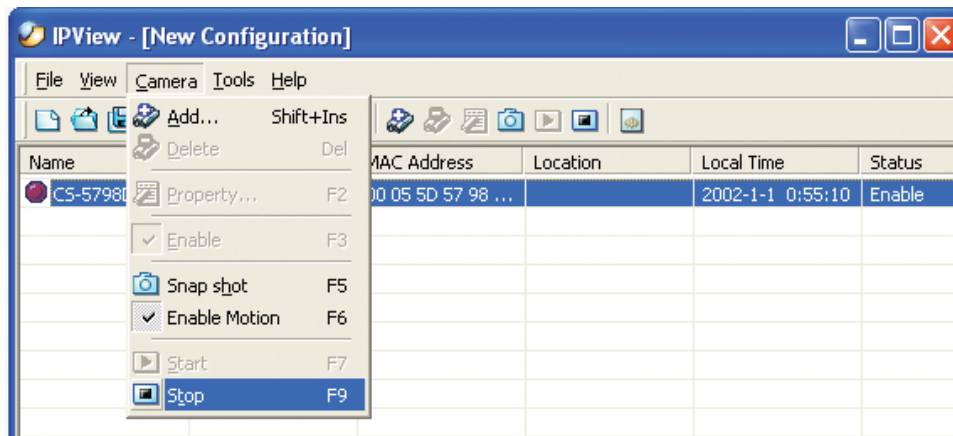 IPView - [New Configuration]
File View Camera Tools Help
Add... Shift+Ins
Delete Del
Property... F2
Enable F3
Snap shot F5
Enable Motion F6
Start F7
Stop F9
Name MAC Address Location Local Time Status
CS-5798 00 05 5D 57 98 ... 2002-1-1 0:55:10 Enable